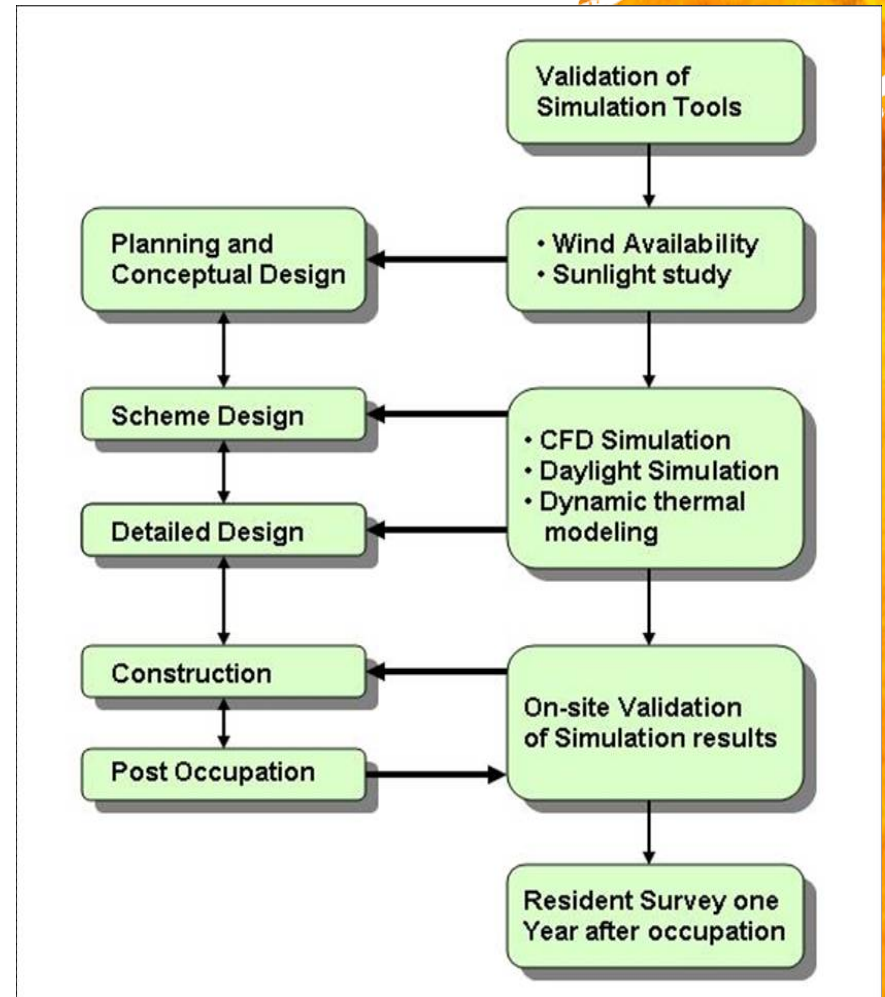 Validation of
Simulation Tools
Planning and
Conceptual Design
• Wind Availability
• Sunlight study
Scheme Design
Detailed Design
• CFD Simulation
• Daylight Simulation
• Dynamic thermal
modeling
Construction
Post Occupation
On-site Validation
of Simulation results
Resident Survey one
Year after occupation